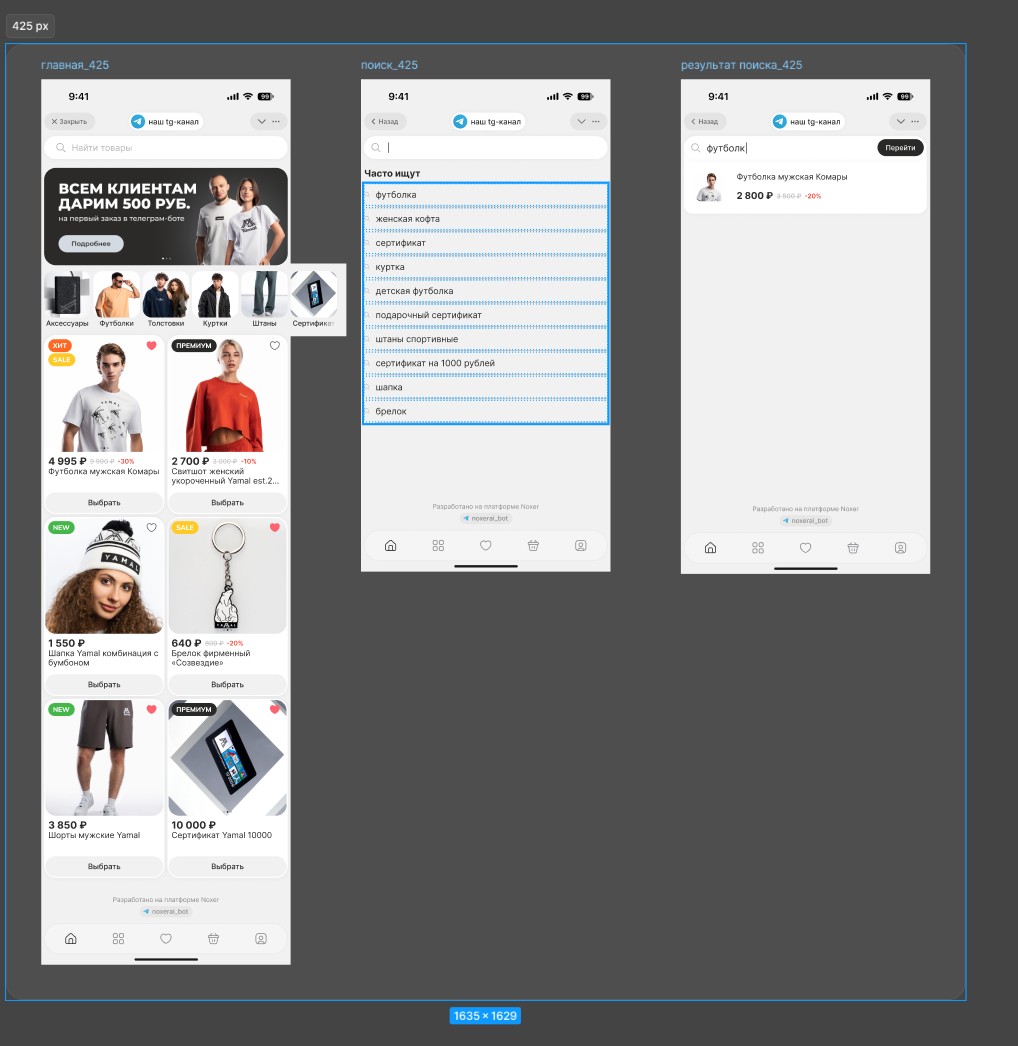 425 px
главная_425
9:41
99
Закрыть
наш tg-канал
Найти товары
ВСЕМ КЛИЕНТАМ
ДАРИМ 500 РУБ.
на первый заказ в телеграм-боте
Подробнее
Аксессуары
Футболки
Толстовки
Куртки
Штаны
Сертификат
ХИТ
SALE
YAMAL
4 995 ₽ 9 990 ₽ -30%
Футболка мужская Комары
Выбрать
ПРЕМИУМ
2 700 ₽ 3 000 ₽ -10%
Свитшот женский
укороченный Yamal est.2...
Выбрать
NEW
YAMAL
1 550 ₽
Шапка Yamal комбинация с
бумбоном
Выбрать
SALE
640 ₽ 800 ₽ -20%
Брелок фирменный
«Созвездие»
Выбрать
NEW
3 850 ₽
Шорты мужские Yamal
Выбрать
ПРЕМИУМ
10 000 ₽
Сертификат Yamal 10000
Выбрать
Разработано на платформе Noxer
noxerai_bot
поиск_425
9:41
99
Назад
наш tg-канал
Часто ищут
футболка
женская кофта
сертификат
куртка
детская футболка
подарочный сертификат
штаны спортивные
сертификат на 1000 рублей
шапка
брелок
Разработано на платформе Noxer
noxerai_bot
результат поиска_425
9:41
99
Назад
наш tg-канал
футболк
Перейти
Футболка мужская Комары
2 800 ₽ 3 500 ₽ -20%
Разработано на платформе Noxer
noxerai_bot
1635 × 1629